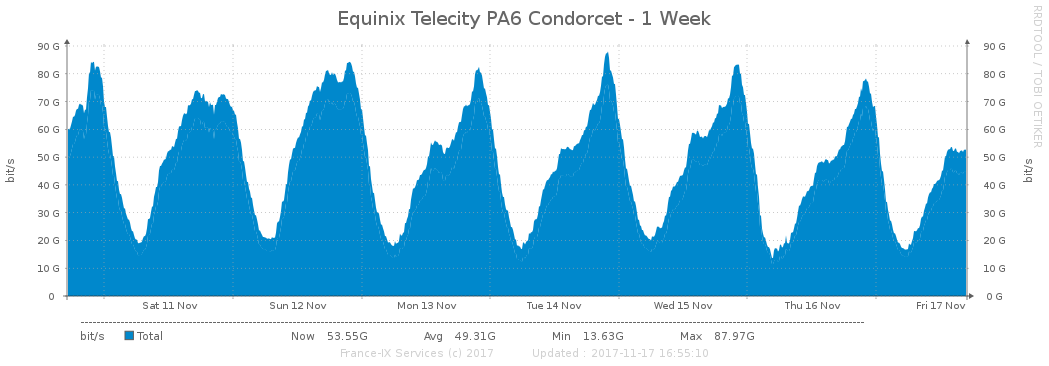 Equinix Telecity PA6 Condorcet - 1 Week
RRDTOOL / TOBI OETIKER
bit/s
90 G
80 G
70 G
60 G
50 G
40 G
30 G
20 G
10 G
0
90 G
80 G
70 G
60 G
50 G
40 G
30 G
20 G
10 G
0 G
bit/s
Sat 11 Nov Sun 12 Nov Mon 13 Nov Tue 14 Nov Wed 15 Nov Thu 16 Nov Fri 17 Nov
bit/s Total Now 53.55G Avg 49.31G Min 13.63G Max 87.97G
France-IX Services (c) 2017 Updated : 2017-11-17 16:55:10